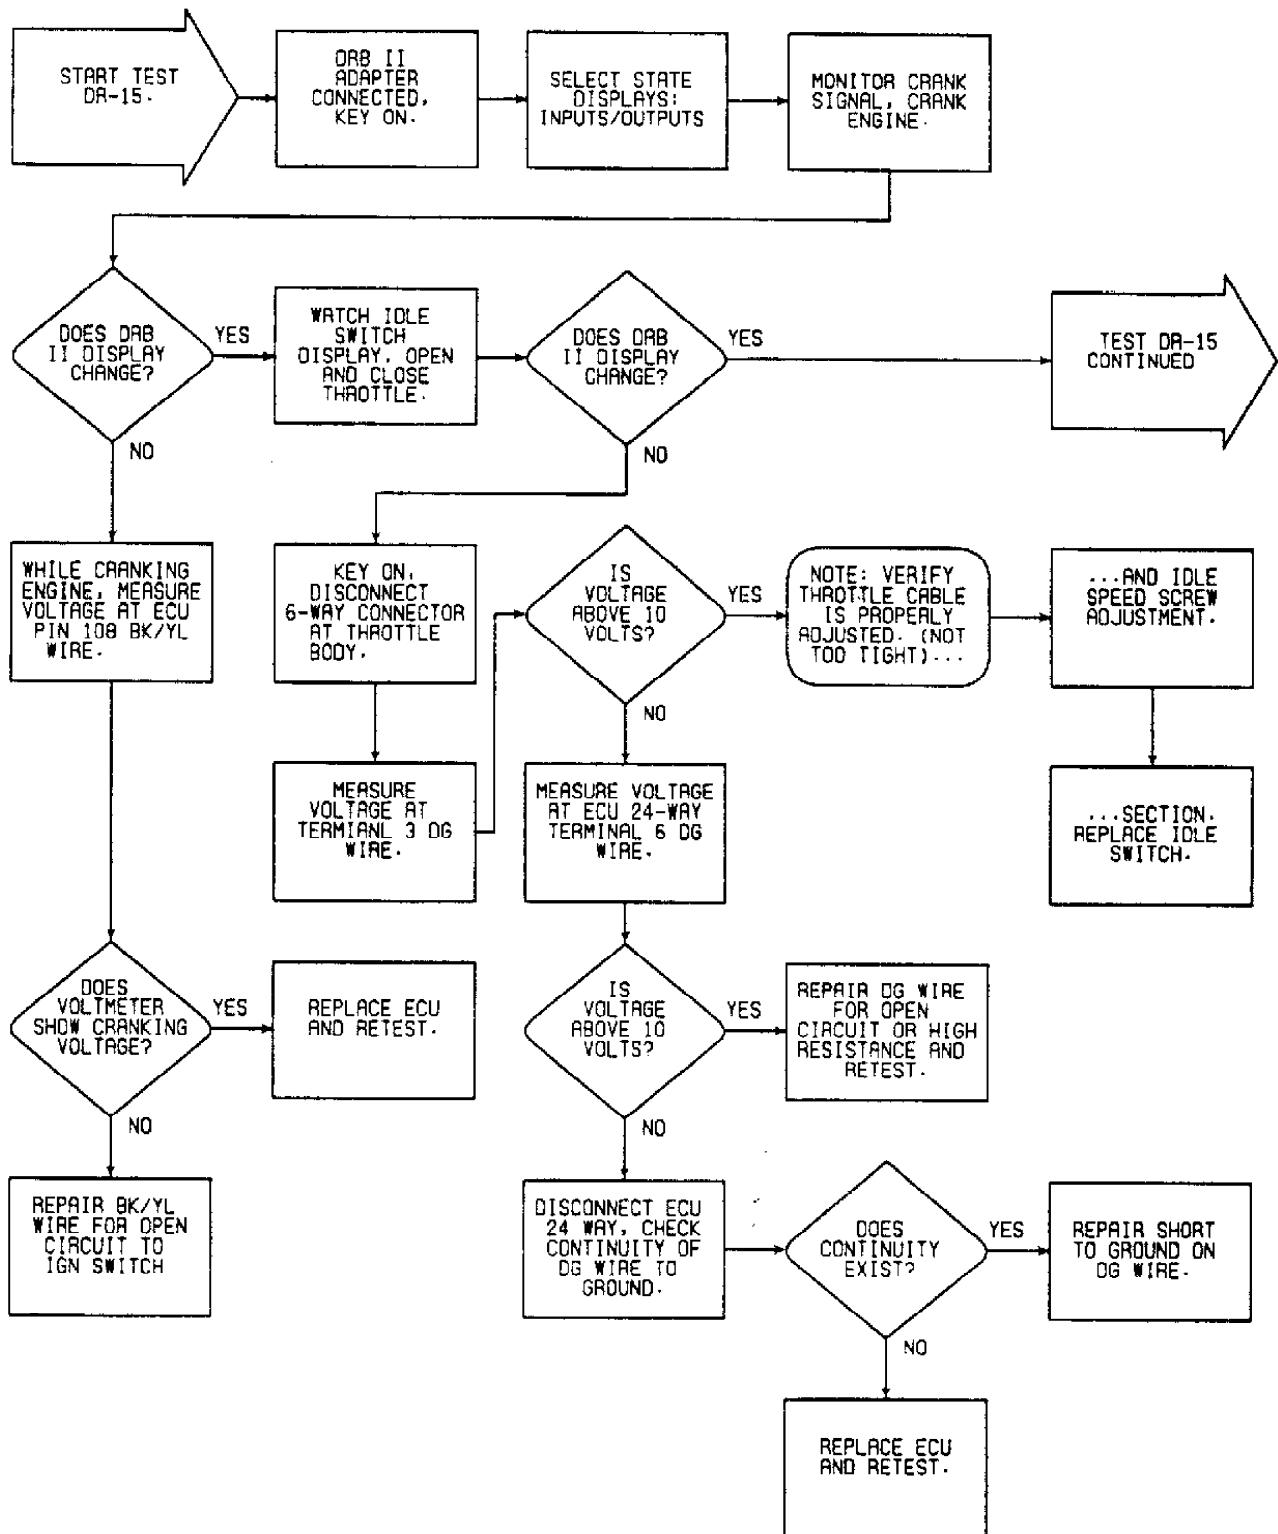 START TEST
DR-15.
DRB II
ADAPTER
CONNECTED,
KEY ON.
SELECT STATE
DISPLAYS:
INPUTS/OUTPUTS
MONITOR CRANK
SIGNAL, CRANK
ENGINE.
DOES DRB
II DISPLAY
CHANGE?
YES
NO
WATCH IDLE
SWITCH
DISPLAY, OPEN
AND CLOSE
THROTTLE.
DOES DRB
II DISPLAY
CHANGE?
YES
NO
TEST DR-15
CONTINUED
WHILE CRANKING
ENGINE, MEASURE
VOLTAGE AT ECU
PIN 108 BK/YL
WIRE.
KEY ON,
DISCONNECT
6-WAY CONNECTOR
AT THROTTLE
BODY.
IS
VOLTAGE
ABOVE 10
VOLTS?
YES
NO
NOTE: VERIFY
THROTTLE CABLE
IS PROPERLY
ADJUSTED. (NOT
TOO TIGHT)...
...AND IDLE
SPEED SCREW
ADJUSTMENT.
MEASURE
VOLTAGE AT
TERMIANL 3 DG
WIRE.
MEASURE VOLTAGE
AT ECU 24-WAY
TERMINAL 6 DG
WIRE.
...SECTION.
REPLACE IDLE
SWITCH.
DOES
VOLTMETER
SHOW CRANKING
VOLTAGE?
YES
NO
REPLACE ECU
AND RETEST.
IS
VOLTAGE
ABOVE 10
VOLTS?
YES
NO
REPAIR DG WIRE
FOR OPEN
CIRCUIT OR HIGH
RESISTANCE AND
RETEST.
REPAIR BK/YL
WIRE FOR OPEN
CIRCUIT TO
IGN SWITCH
DISCONNECT ECU
24 WAY, CHECK
CONTINUITY OF
DG WIRE TO
GROUND.
DOES
CONTINUITY
EXIST?
YES
NO
REPAIR SHORT
TO GROUND ON
DG WIRE.
REPLACE ECU
AND RETEST.